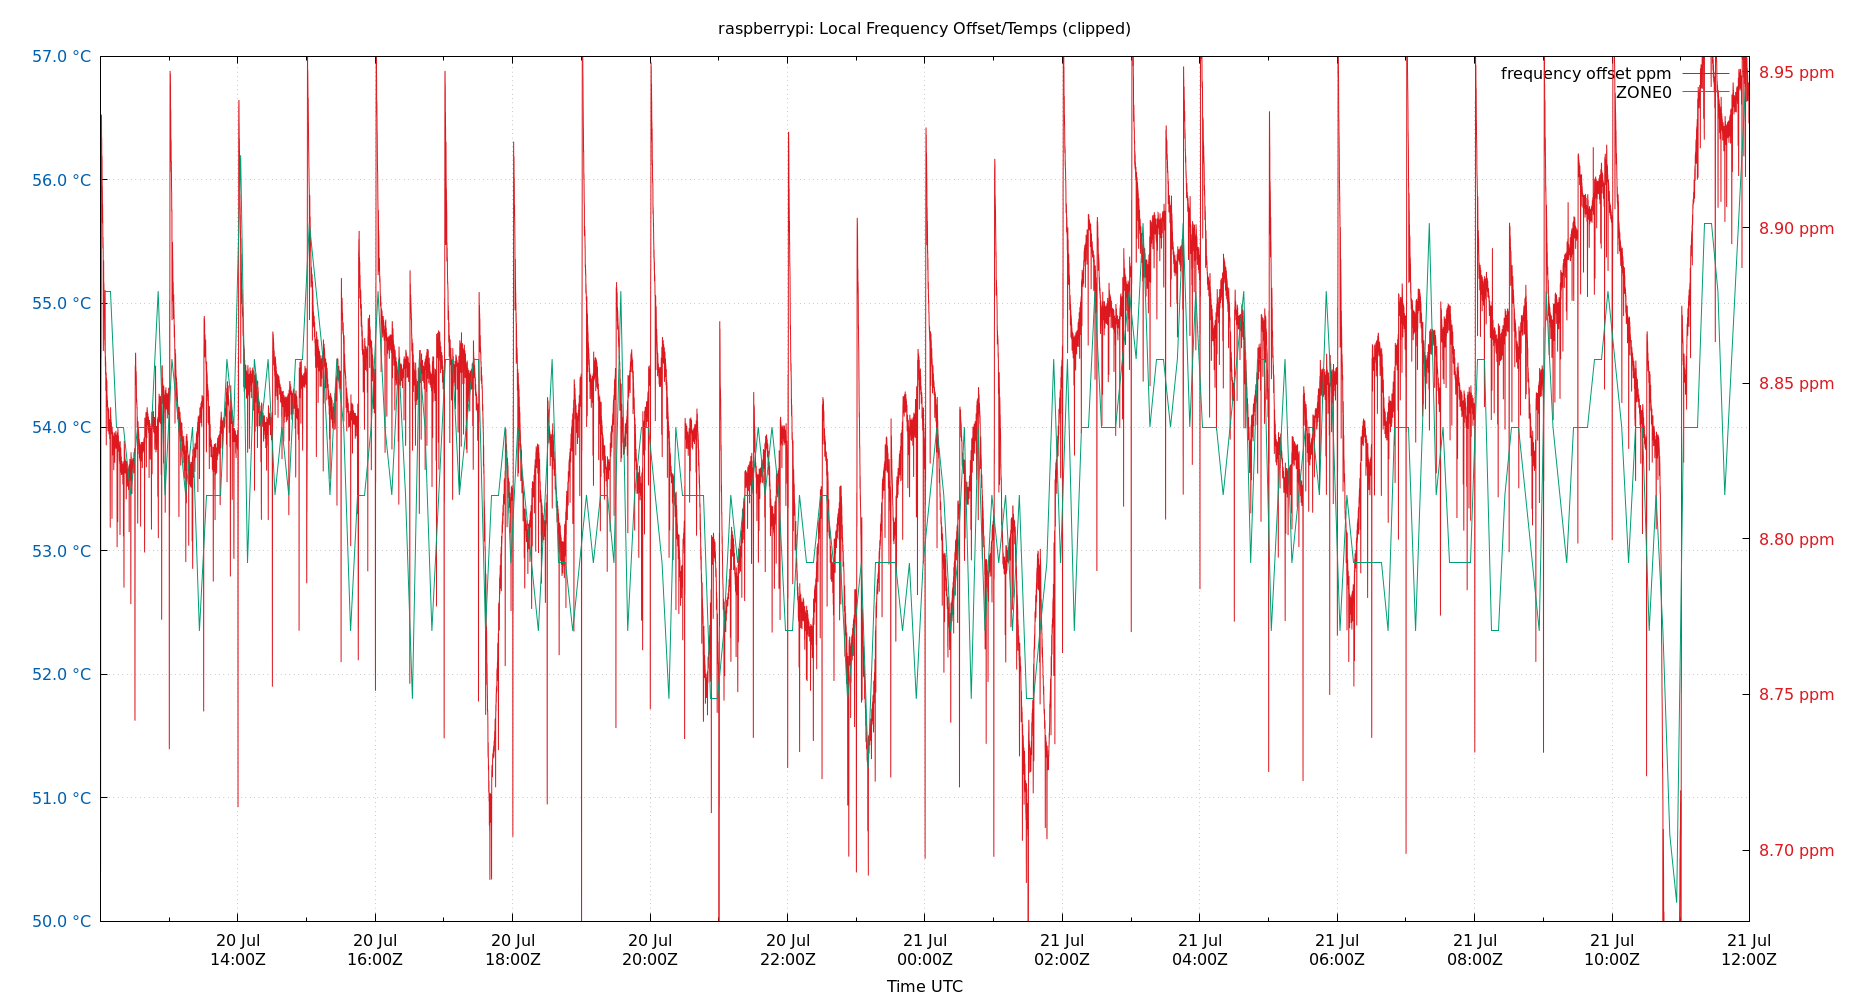 raspberrypi: Local Frequency Offset/Temps (clipped)
57.0 °C
56.0 °C
55.0 °C
54.0 °C
53.0 °C
52.0 °C
51.0 °C
50.0 °C
frequency offset ppm
ZONE0
8.95 ppm
8.90 ppm
8.85 ppm
8.80 ppm
8.75 ppm
8.70 ppm
20 Jul
14:00Z
20 Jul
16:00Z
20 Jul
18:00Z
20 Jul
20:00Z
20 Jul
22:00Z
21 Jul
00:00Z
21 Jul
02:00Z
21 Jul
04:00Z
21 Jul
06:00Z
21 Jul
08:00Z
21 Jul
10:00Z
21 Jul
12:00Z
Time UTC